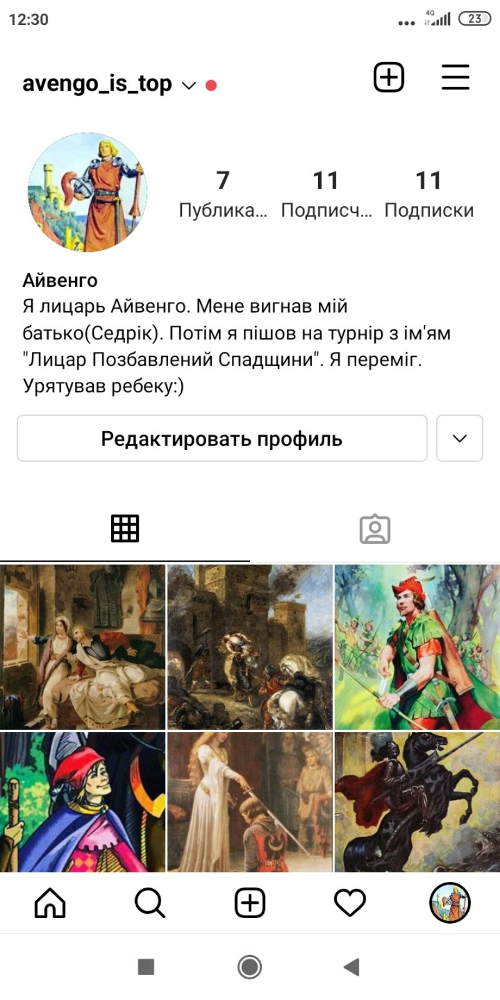 12:30
4G
23
avengo_is_top
7
11
11
Публика...
Подписч...
Подписки
Айвенго
Я лицарь Айвенго. Мене вигнав мій
батько(Седрік). Потім я пішов на турнір з ім'ям
"Лицар Позбавлений Спадщини". Я переміг.
Урятував ребеку:)
Редактировать профиль